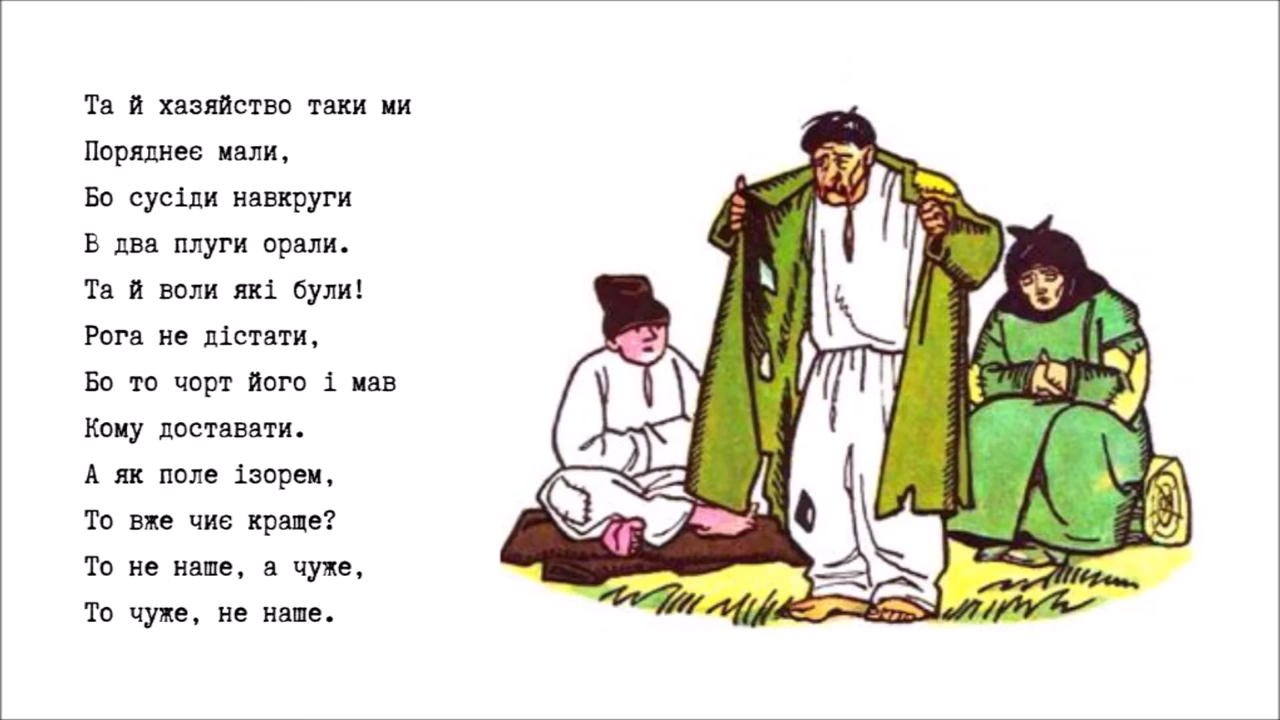 Та й хазяйство таки ми
Поряднеє мали,
Бо сусіди навкруги
В два плуги орали.
Та й воли які були!
Рога не дістати,
Бо то чорт його і мав
Кому доставати.
А як поле ізорем,
То вже чиє краще?
То не наше, а чуже,
То чуже, не наше.